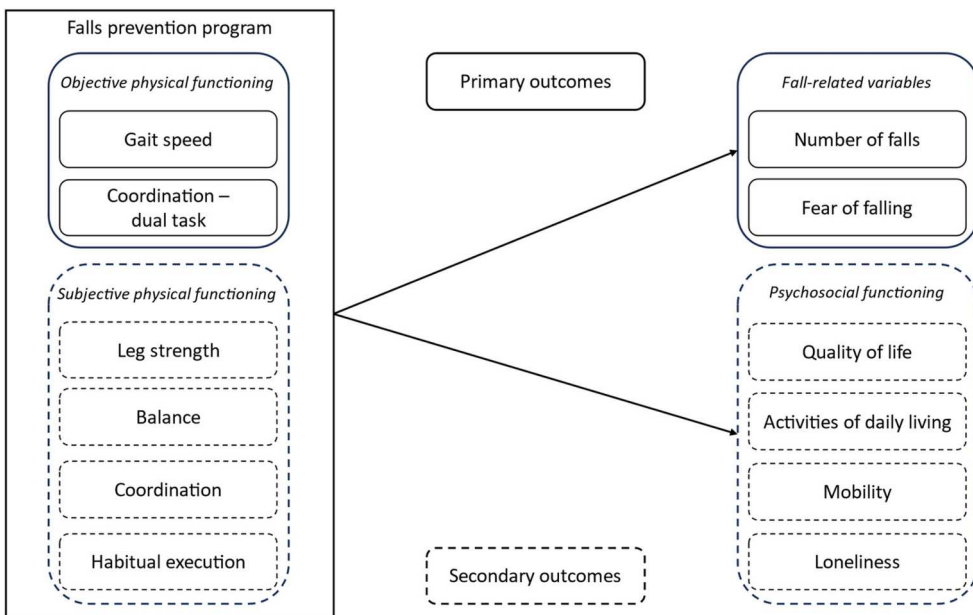 Falls prevention program
Objective physical functioning
Gait speed
Coordination –
dual task
Subjective physical functioning
Leg strength
Balance
Coordination
Habitual execution
Primary outcomes
Secondary outcomes
Fall-related variables
Number of falls
Fear of falling
Psychosocial functioning
Quality of life
Activities of daily living
Mobility
Loneliness